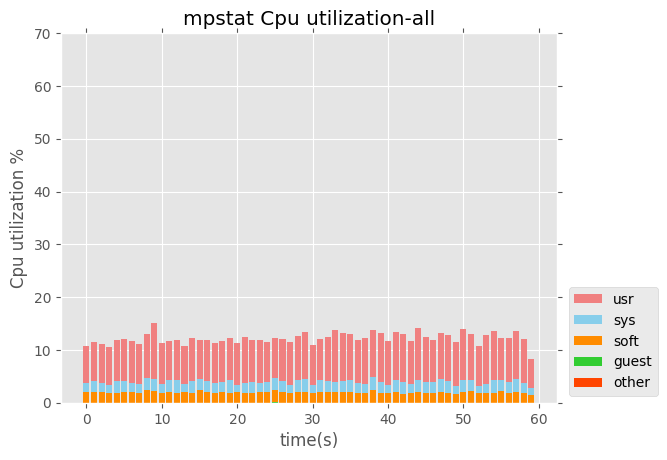 mpstat Cpu utilization-all
70
60
50
40
30
20
10
0
Cpu utilization %
0 10 20 30 40 50 60
time(s)
usr
sys
soft
guest
other